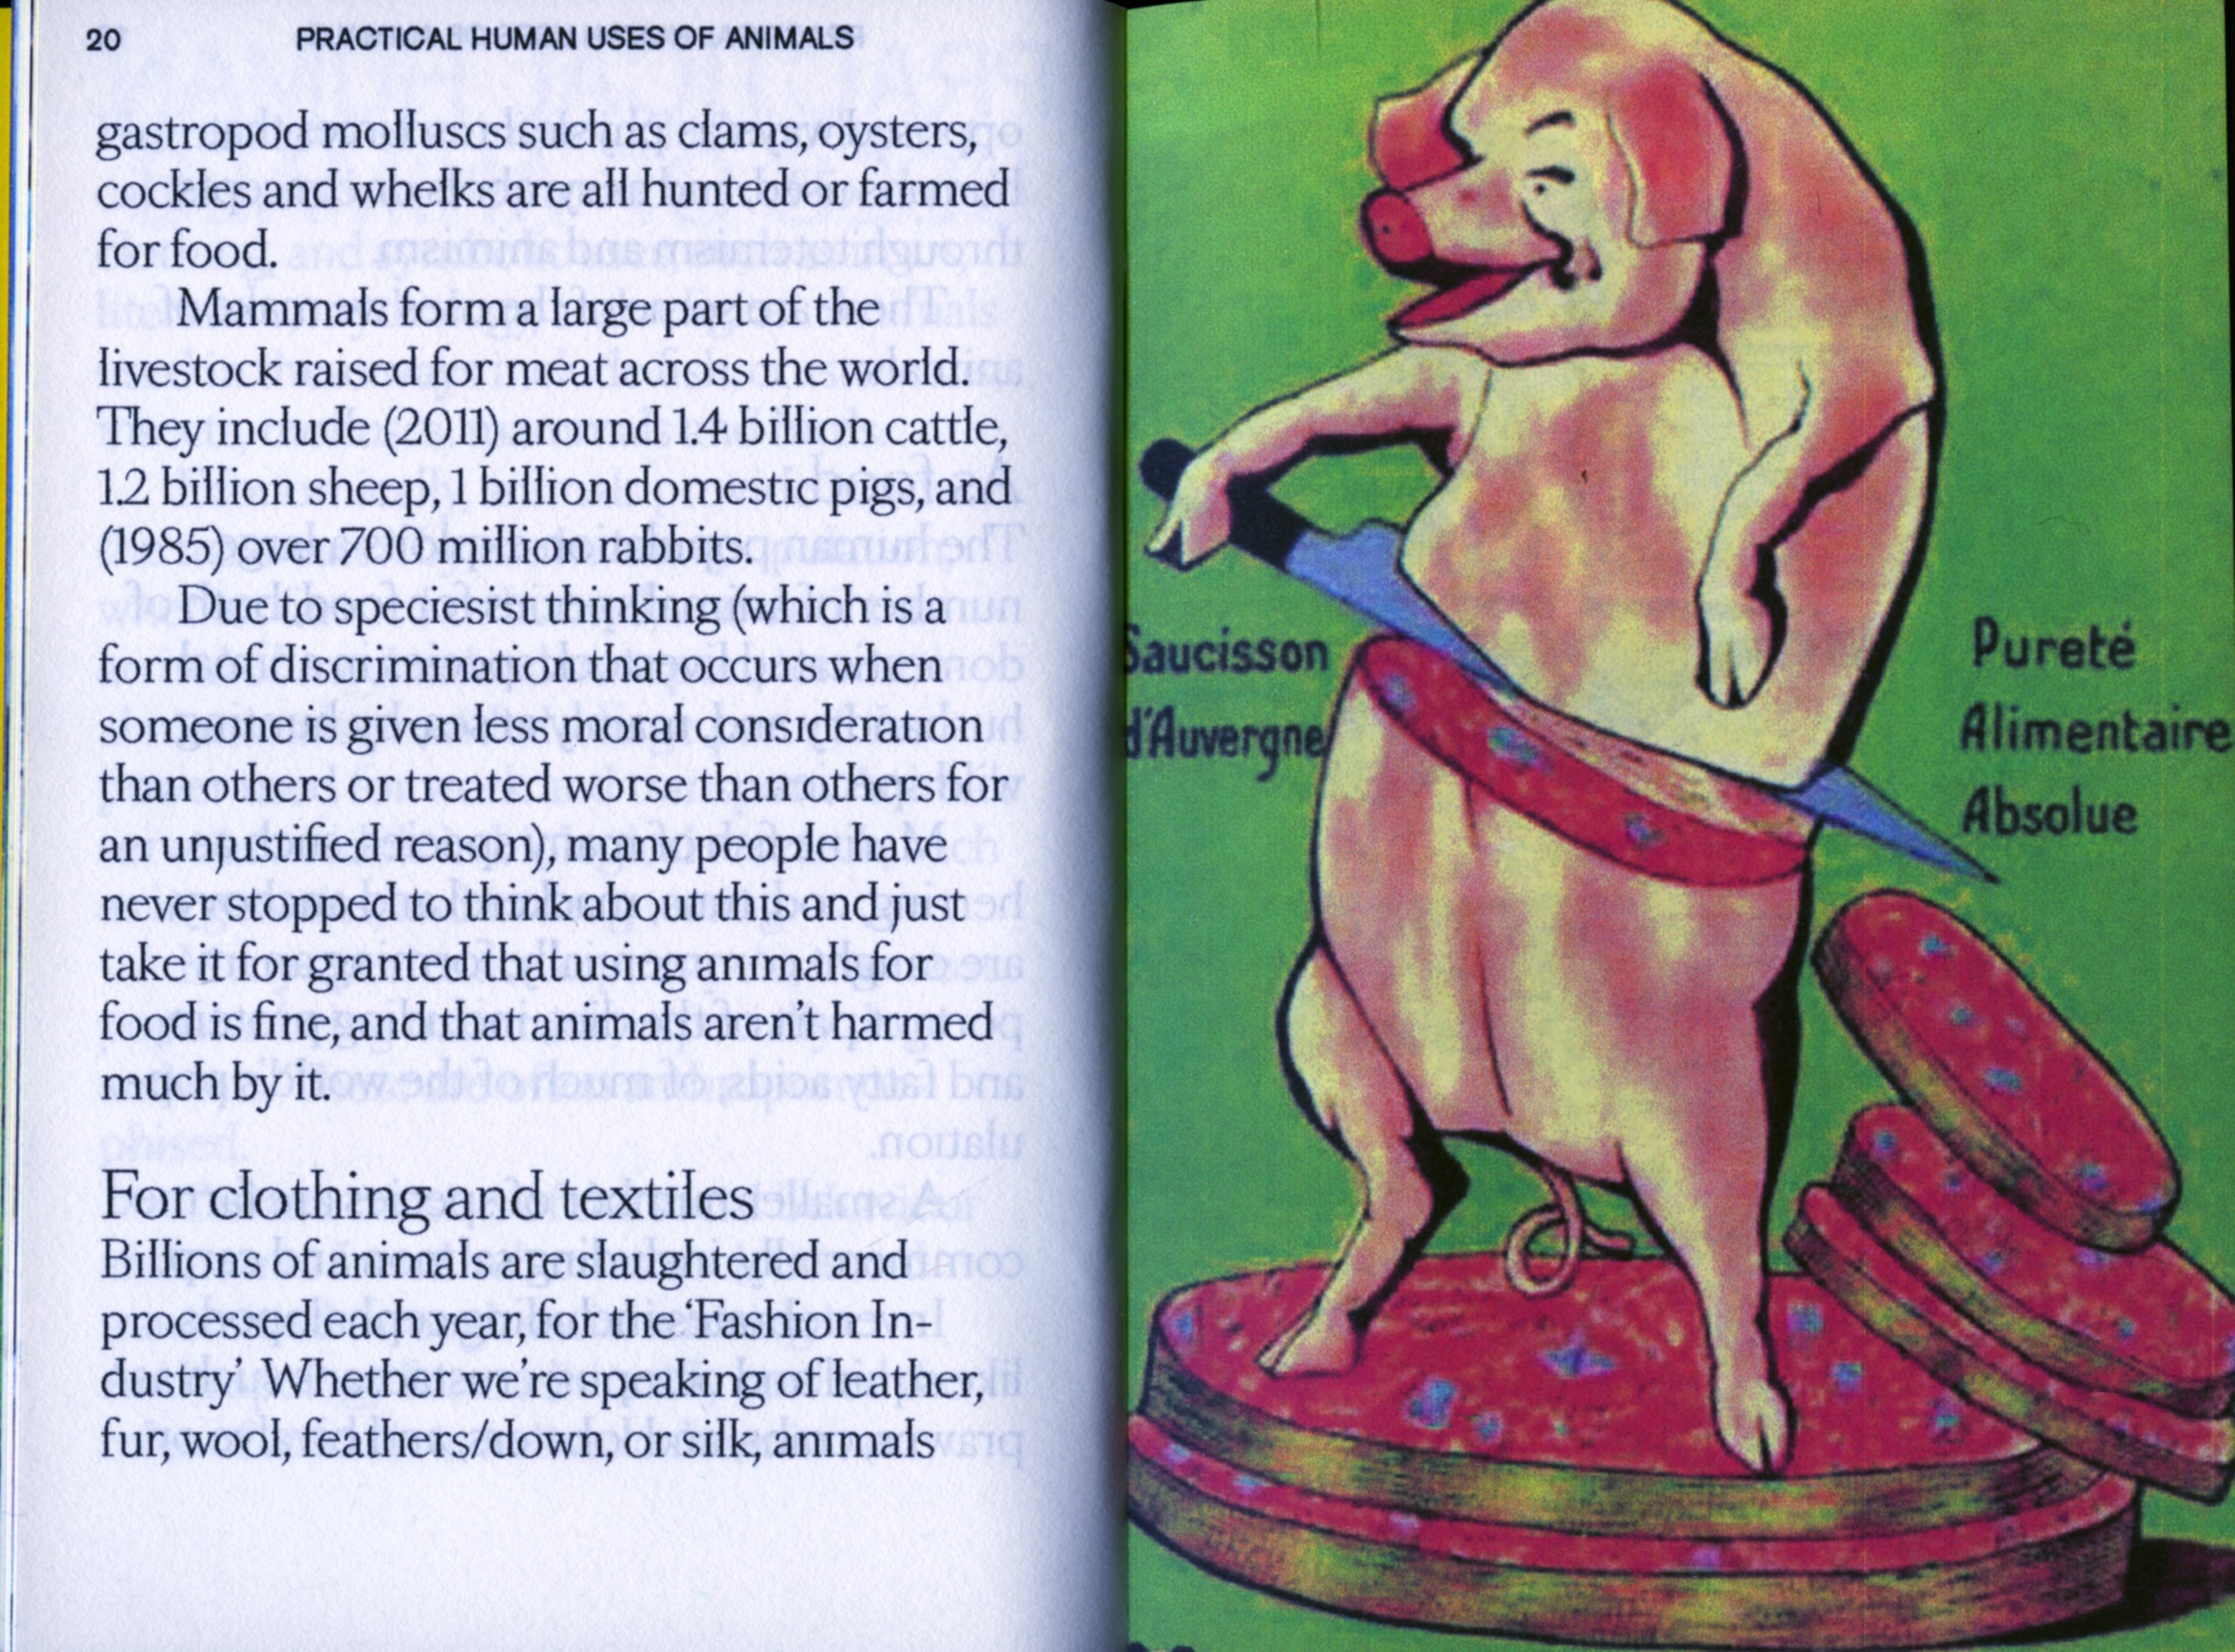 20 PRACTICAL HUMAN USES OF ANIMALS
gastropod molluscs such as clams, oysters,
cockles and whelks are all hunted or farmed
for food.
Mammals form a large part of the
livestock raised for meat across the world.
They include (2011) around 1.4 billion cattle,
1.2 billion sheep, 1 billion domestic pigs, and
(1985) over 700 million rabbits.
Due to speciesist thinking (which is a
form of discrimination that occurs when
someone is given less moral consideration
than others or treated worse than others for
an unjustified reason), many people have
never stopped to think about this and just
take it for granted that using animals for
food is fine, and that animals aren't harmed
much by it.
For clothing and textiles
Billions of animals are slaughtered and
processed each year, for the 'Fashion In-
dustry' Whether we're speaking of leather,
fur, wool, feathers/down, or silk, animals
Saucisson
d'Auvergne
Pureté
Alimentaire
Absolue